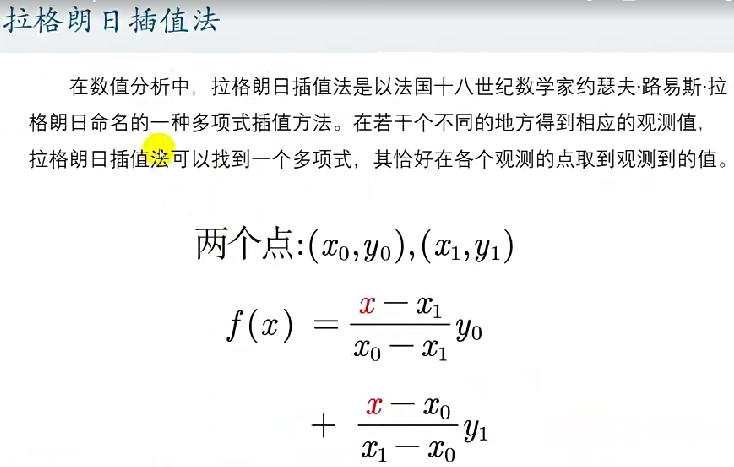 拉格朗日插值法
在数值分析中，拉格朗日插值法是以法国十八世纪数学家约瑟夫·路易斯·拉
格朗日命名的一种多项式插值方法。在若干个不同的地方得到相应的观测值，
拉格朗日插值法可以找到一个多项式，其恰好在各个观测的点取到观测到的值。
两个点:(x₀,y₀),(x₁,y₁)
f(x) = \frac{x-x_1}{x_0-x_1}y_0
+ \frac{x-x_0}{x_1-x_0}y_1